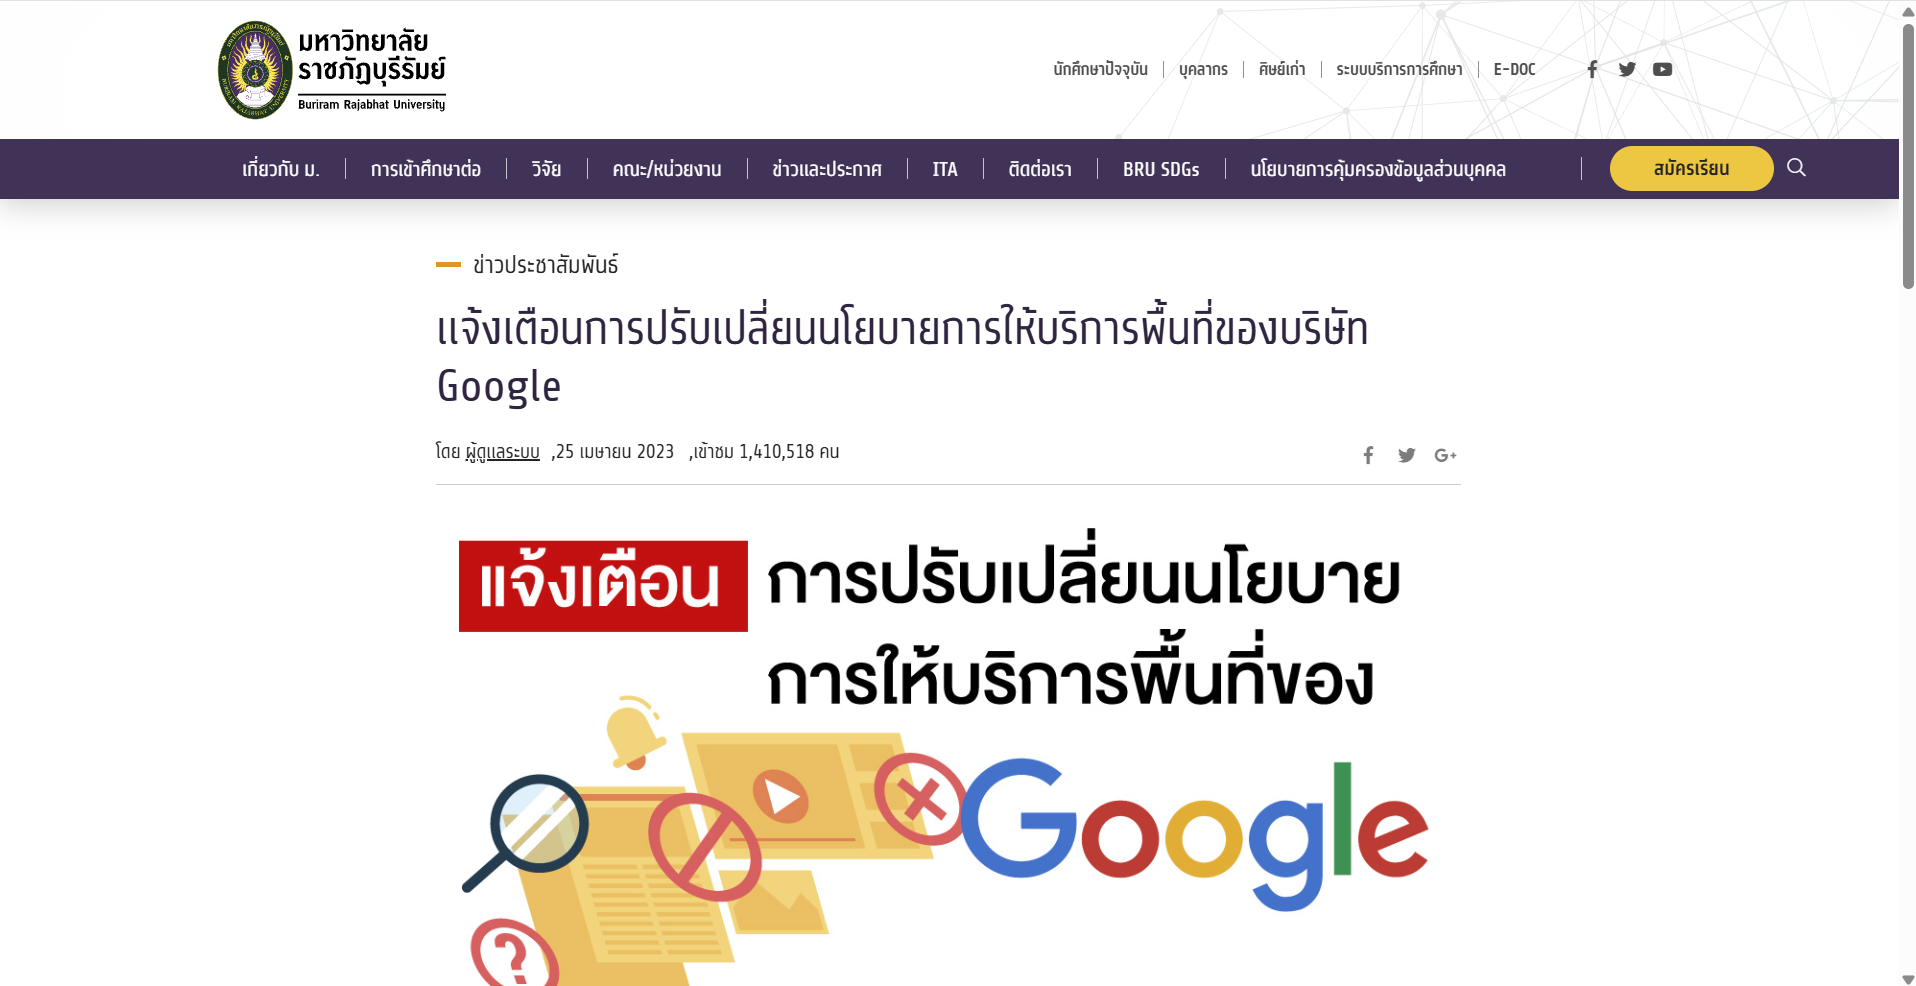 มหาวิทยาลัย
ราชภัฏบุรีรัมย์
Buriram Rajabhat University
นักศึกษาปัจจุบัน
บุคลากร
ศิษย์เก่า
ระบบบริการการศึกษา
E-DOC
เกี่ยวกับ ม.
การเข้าศึกษาต่อ
วิจัย
คณะ/หน่วยงาน
ข่าวและประกาศ
ITA
ติดต่อเรา
BRU SDGs
นโยบายการคุ้มครองข้อมูลส่วนบุคคล
สมัครเรียน
ข่าวประชาสัมพันธ์
แจ้งเตือนการปรับเปลี่ยนนโยบายการให้บริการพื้นที่ของบริษัท
Google
โดย ผู้ดูแลระบบ ,25 เมษายน 2023 ,เข้าชม 1,410,518 คน
G+
แจ้งเตือน การปรับเปลี่ยนนโยบาย
การให้บริการพื้นที่ของ
Google
?